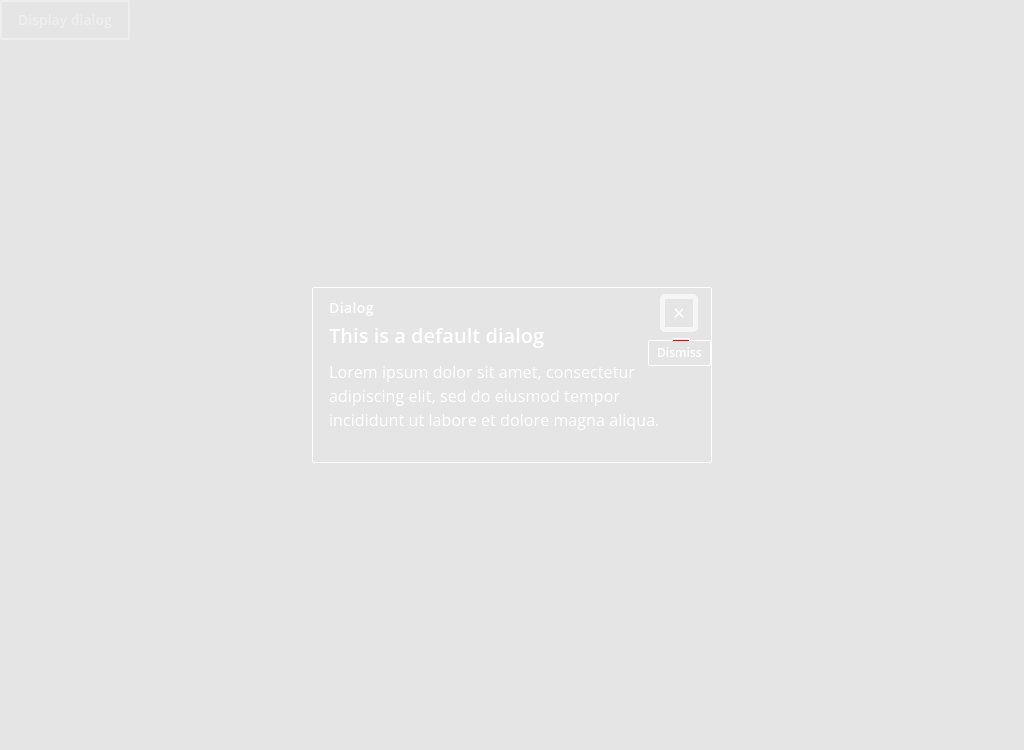 Display dialog
Dialog
This is a default dialog
Dismiss
Lorem ipsum dolor sit amet, consectetur
adipiscing elit, sed do eiusmod tempor
incididunt ut labore et dolore magna aliqua.